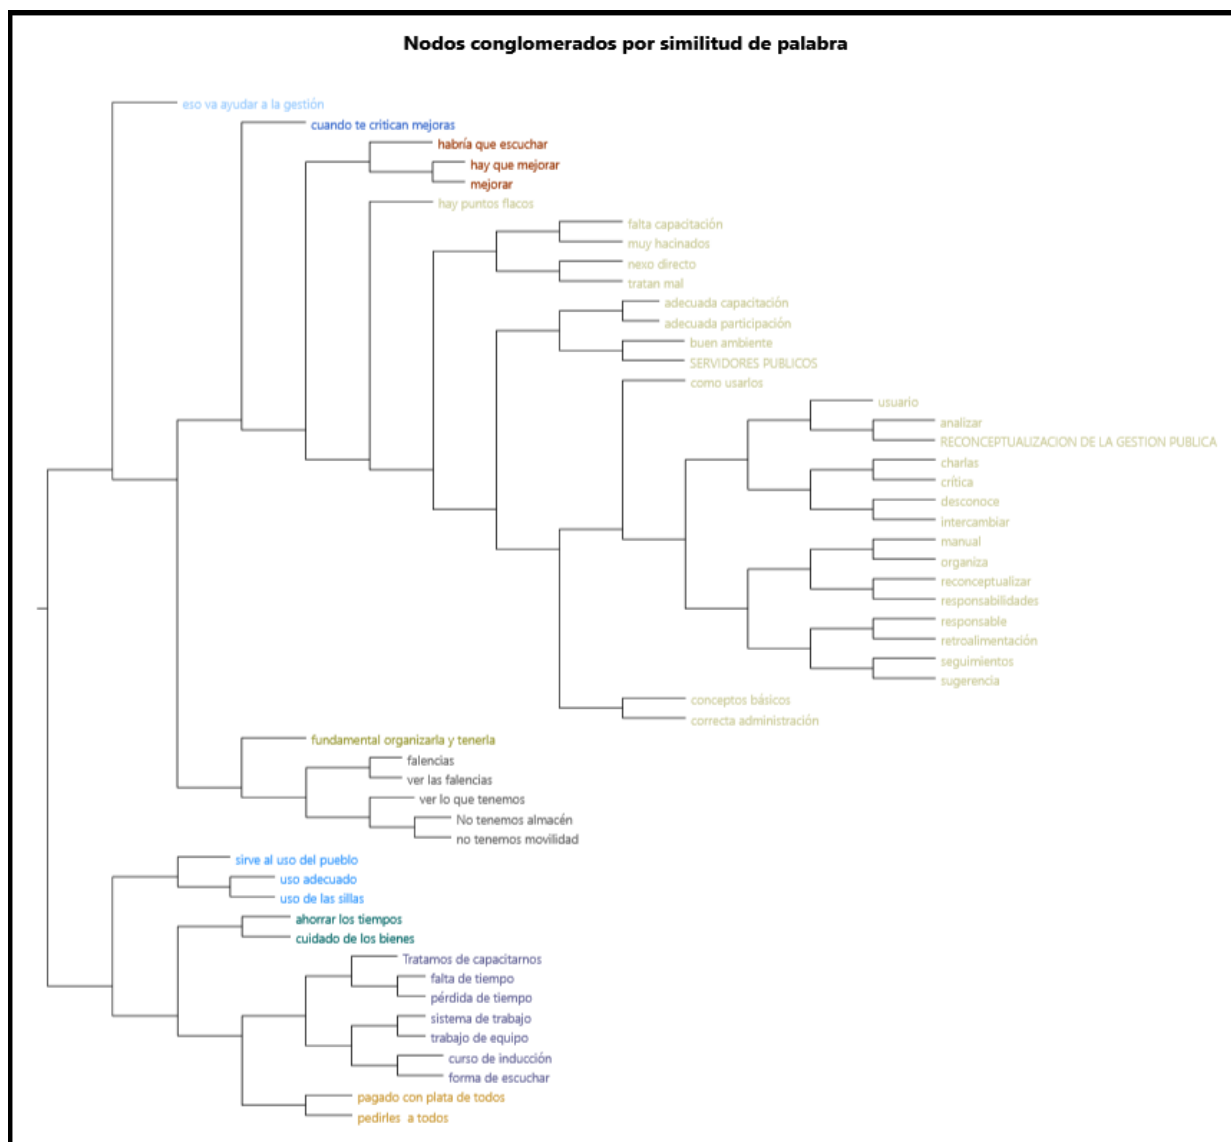 Nodos conglomerados por similitud de palabra
eso va ayudar a la gestión
cuando te critican mejoras
habría que escuchar
hay que mejorar
mejorar
hay puntos flacos
falta capacitación
muy hacinados
nexo directo
tratan mal
adecuada capacitación
adecuada participación
buen ambiente
SERVIDORES PUBLICOS
como usarlos
usuario
analizar
RECONCEPTUALIZACION DE LA GESTION PUBLICA
charlas
crítica
desconoce
intercambiar
manual
organiza
reconceptualizar
responsabilidades
responsable
retroalimentación
seguimientos
sugerencia
conceptos básicos
correcta administración
fundamental organizarla y tenerla
falencias
ver las falencias
ver lo que tenemos
No tenemos almacén
no tenemos movilidad
sirve al uso del pueblo
uso adecuado
uso de las sillas
ahorrar los tiempos
cuidado de los bienes
Tratamos de capacitarnos
falta de tiempo
pérdida de tiempo
sistema de trabajo
trabajo de equipo
curso de inducción
forma de escuchar
pagado con plata de todos
pedirles  a todos